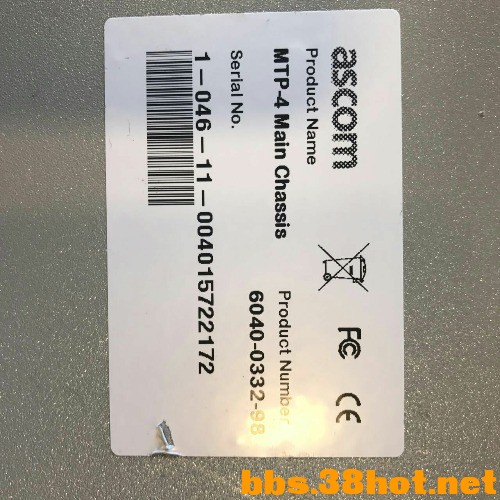 ascom
Product Name
MTP-4 Main Chassis
Product Number
6040-0332-98
Serial No.
1-046-11-004015722172
FC CE
bbs.38hot.net